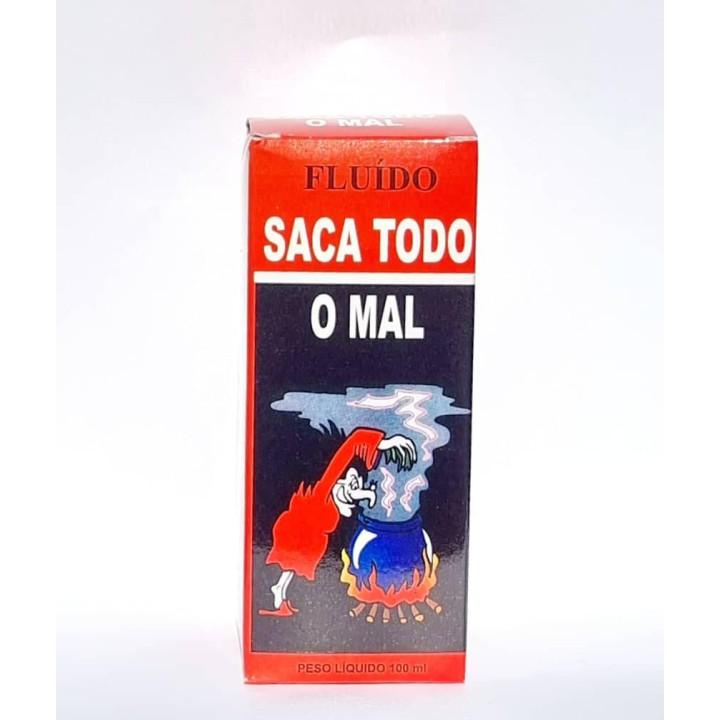 O MAL
FLUÍDO
SACA TODO
O MAL
PESO LÍQUIDO 100 ml